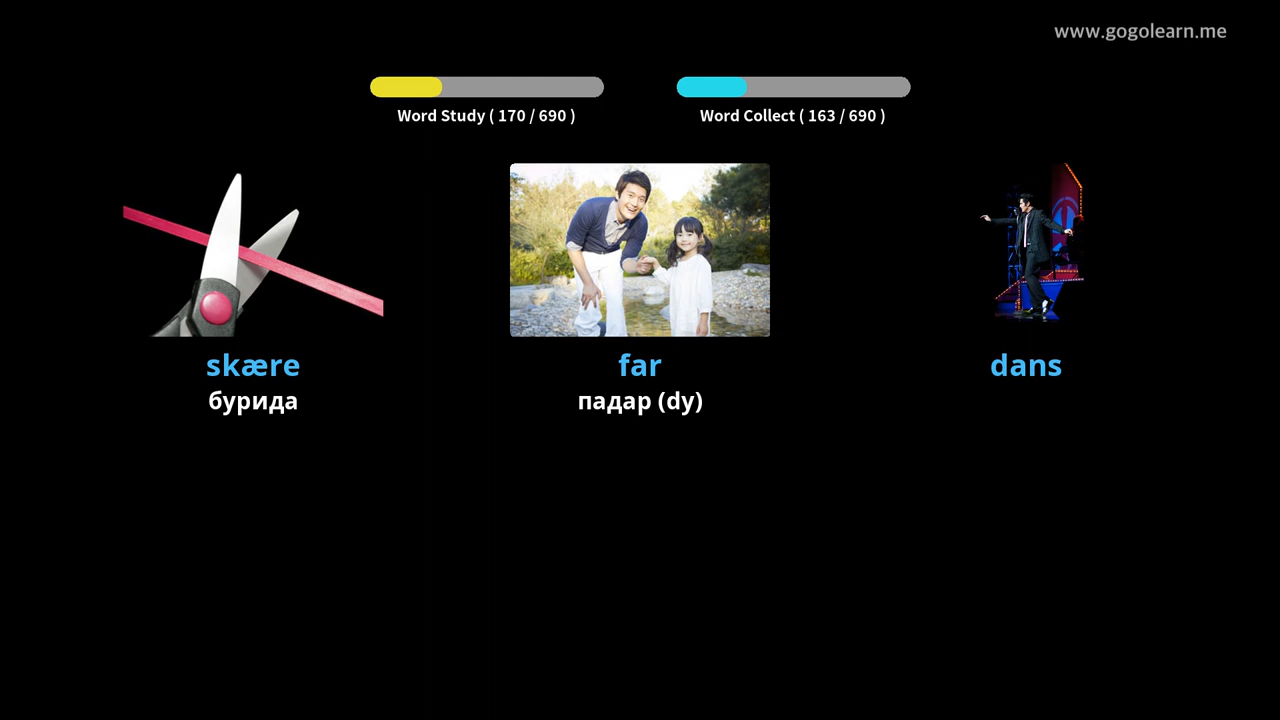 www.gogolearn.me
Word Study ( 170 / 690 )
Word Collect ( 163 / 690 )
skære
far
dans
бурида
падар (dy)